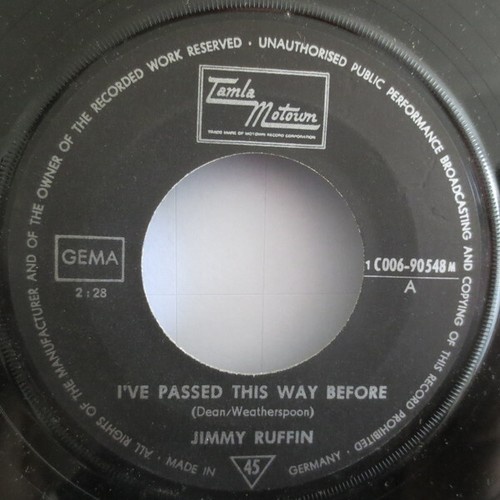 ALL RIGHTS OF THE MANUFACTURER AND OF THE OWNER OF THE RECORDED WORK RESERVED · UNAUTHORISED PUBLIC PERFORMANCE BROADCASTING AND COPYING OF THIS RECORD PROHIBITED ·
Tamla
Motown
TRADE MARK OF MOTOWN RECORD CORPORATION
GEMA
2:28
1 C006-90548 M
A
I'VE PASSED THIS WAY BEFORE
(Dean/Weatherspoon)
JIMMY RUFFIN
MADE IN
45
GERMANY